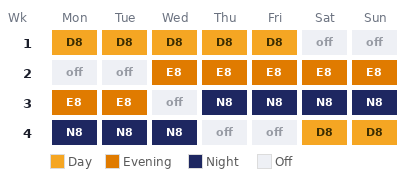 Wk Mon Tue Wed Thu Fri Sat Sun
1 D8 D8 D8 D8 D8 off off
2 off off E8 E8 E8 E8 E8
3 E8 E8 off N8 N8 N8 N8
4 N8 N8 N8 off off D8 D8
Day Evening Night Off